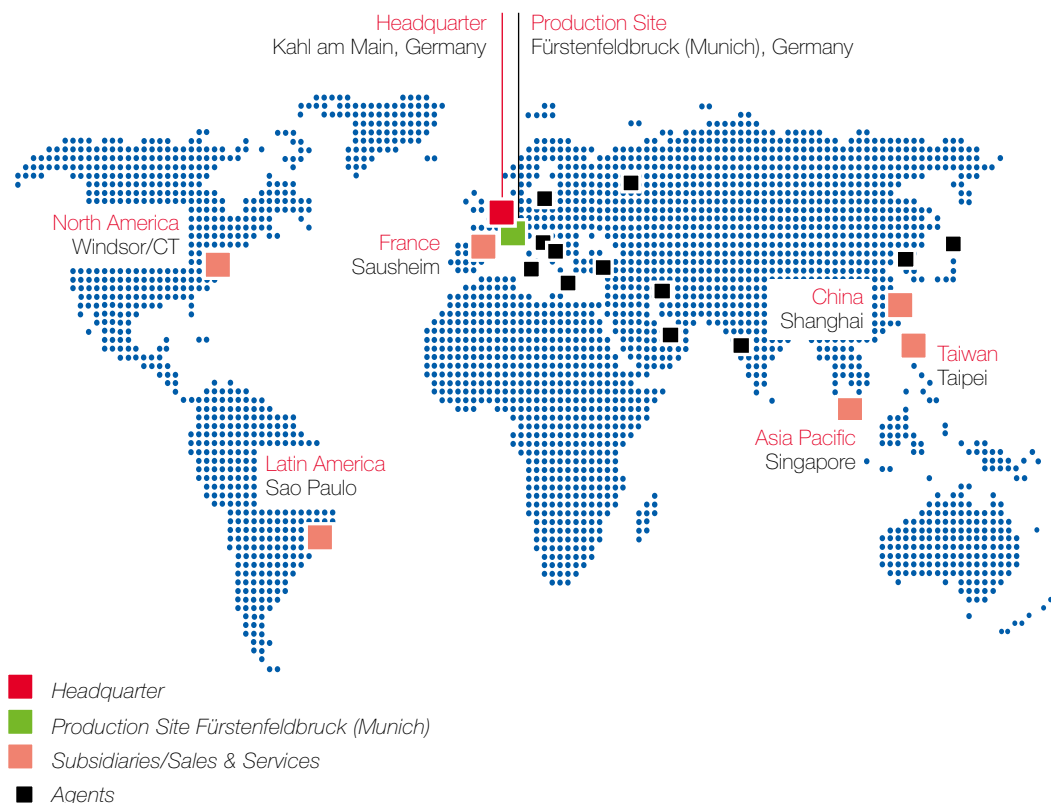 Headquarter
Kahl am Main, Germany
Production Site
Fürstenfeldbruck (Munich), Germany
North America
Windsor/CT
France
Sausheim
China
Shanghai
Taiwan
Taipei
Asia Pacific
Singapore
Latin America
Sao Paulo
Headquarter
Production Site Fürstenfeldbruck (Munich)
Subsidiaries/Sales & Services
Agents